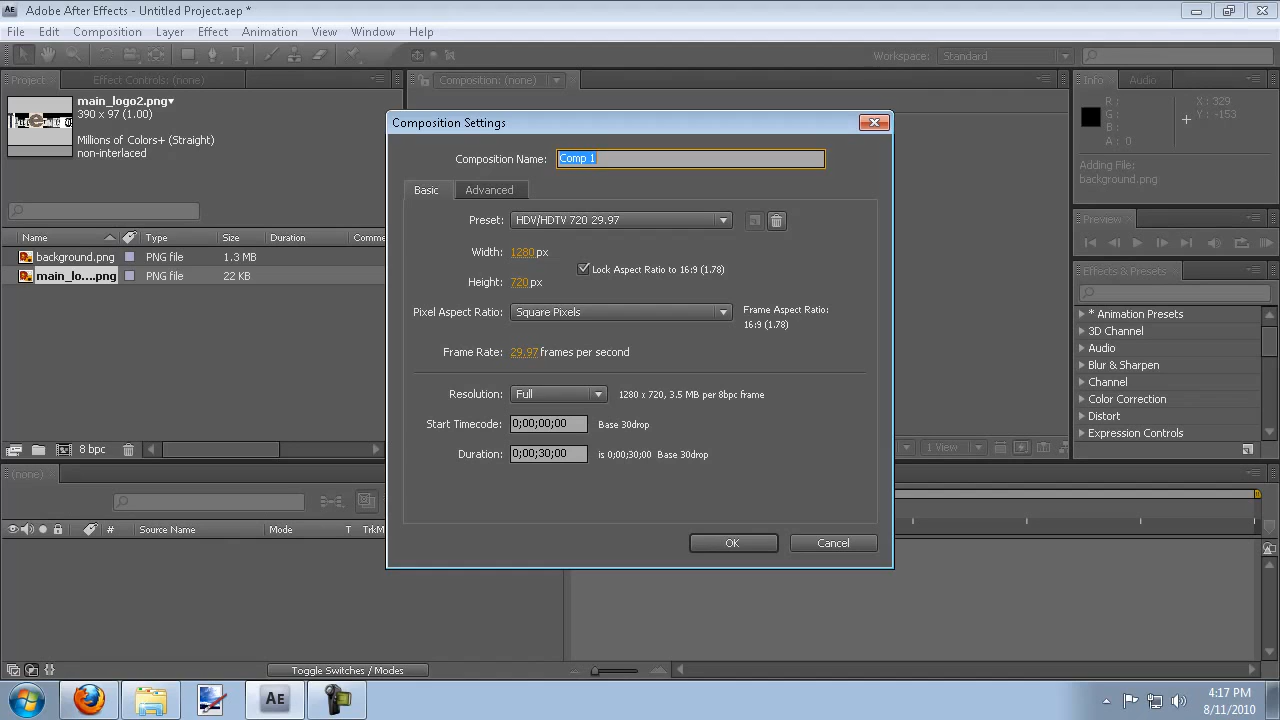 Adobe After Effects - Untitled Project.aep *
File Edit Composition Layer Effect Animation View Window Help
Workspace: Standard
Project Effect Controls: (none)
Composition: (none)
Info Audio
main_logo2.png
390 x 97 (1.00)
Millions of Colors+ (Straight)
non-interlaced
R :
G :
B :
A : 0
X : 329
Y : -153
Adding File:
background.png
Preview
Name Type Size Duration Comme
background.png PNG file 1.3 MB
main_lo....png PNG file 22 KB
Effects & Presets
* Animation Presets
3D Channel
Audio
Blur & Sharpen
Channel
Color Correction
Distort
Expression Controls
8 bpc
1 View
Composition Settings
Composition Name: Comp 1
Basic Advanced
Preset: HDV/HDTV 720 29.97
Width: 1280 px
Lock Aspect Ratio to 16:9 (1.78)
Height: 720 px
Pixel Aspect Ratio: Square Pixels
Frame Aspect Ratio:
16:9 (1.78)
Frame Rate: 29.97 frames per second
Resolution: Full 1280 x 720, 3.5 MB per 8bpc frame
Start Timecode: 0;00;00;00 Base 30drop
Duration: 0;00;30;00 is 0;00;30;00 Base 30drop
OK Cancel
(none)
# Source Name Mode T TrkM
Toggle Switches / Modes
AE
4:17 PM
8/11/2010